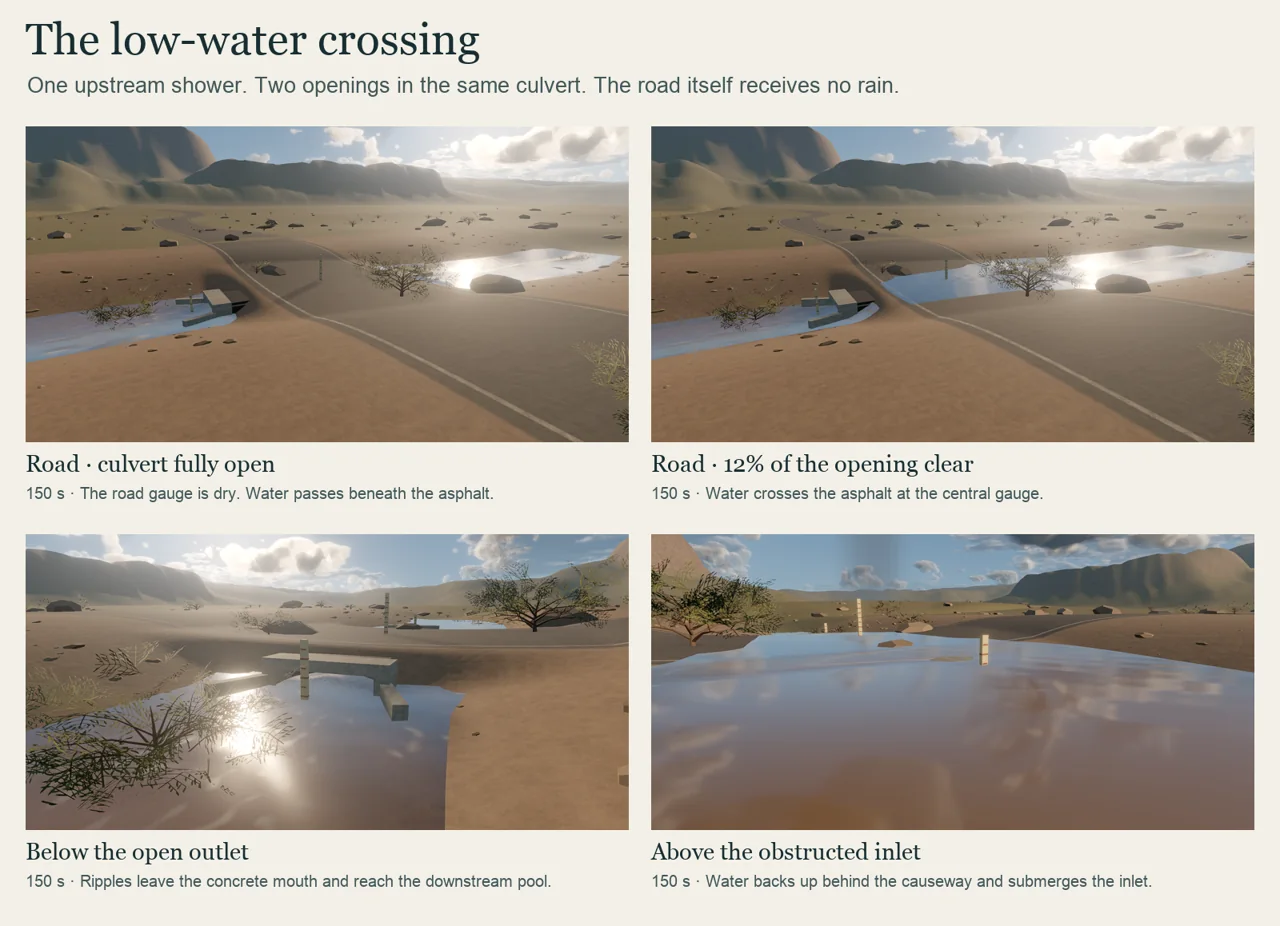 The low-water crossing
One upstream shower. Two openings in the same culvert. The road itself receives no rain.
Road · culvert fully open
150 s · The road gauge is dry. Water passes beneath the asphalt.
Road · 12% of the opening clear
150 s · Water crosses the asphalt at the central gauge.
Below the open outlet
150 s · Ripples leave the concrete mouth and reach the downstream pool.
Above the obstructed inlet
150 s · Water backs up behind the causeway and submerges the inlet.